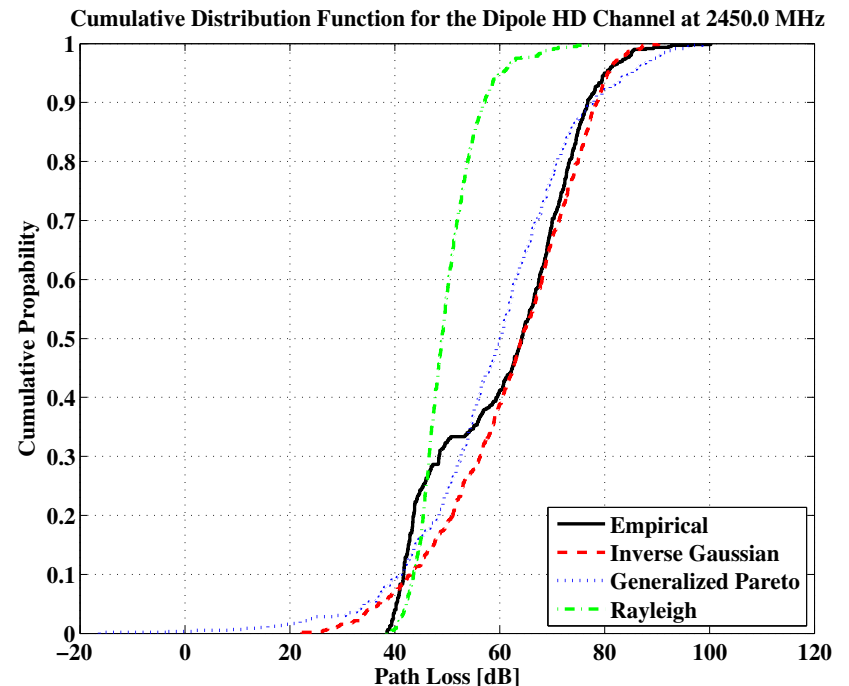 Cumulative Distribution Function for the Dipole HD Channel at 2450.0 MHz
1
0.9
0.8
0.7
0.6
0.5
0.4
0.3
0.2
0.1
0
Cumulative Propability
−20 0 20 40 60 80 100 120
Path Loss [dB]
Empirical
Inverse Gaussian
Generalized Pareto
Rayleigh